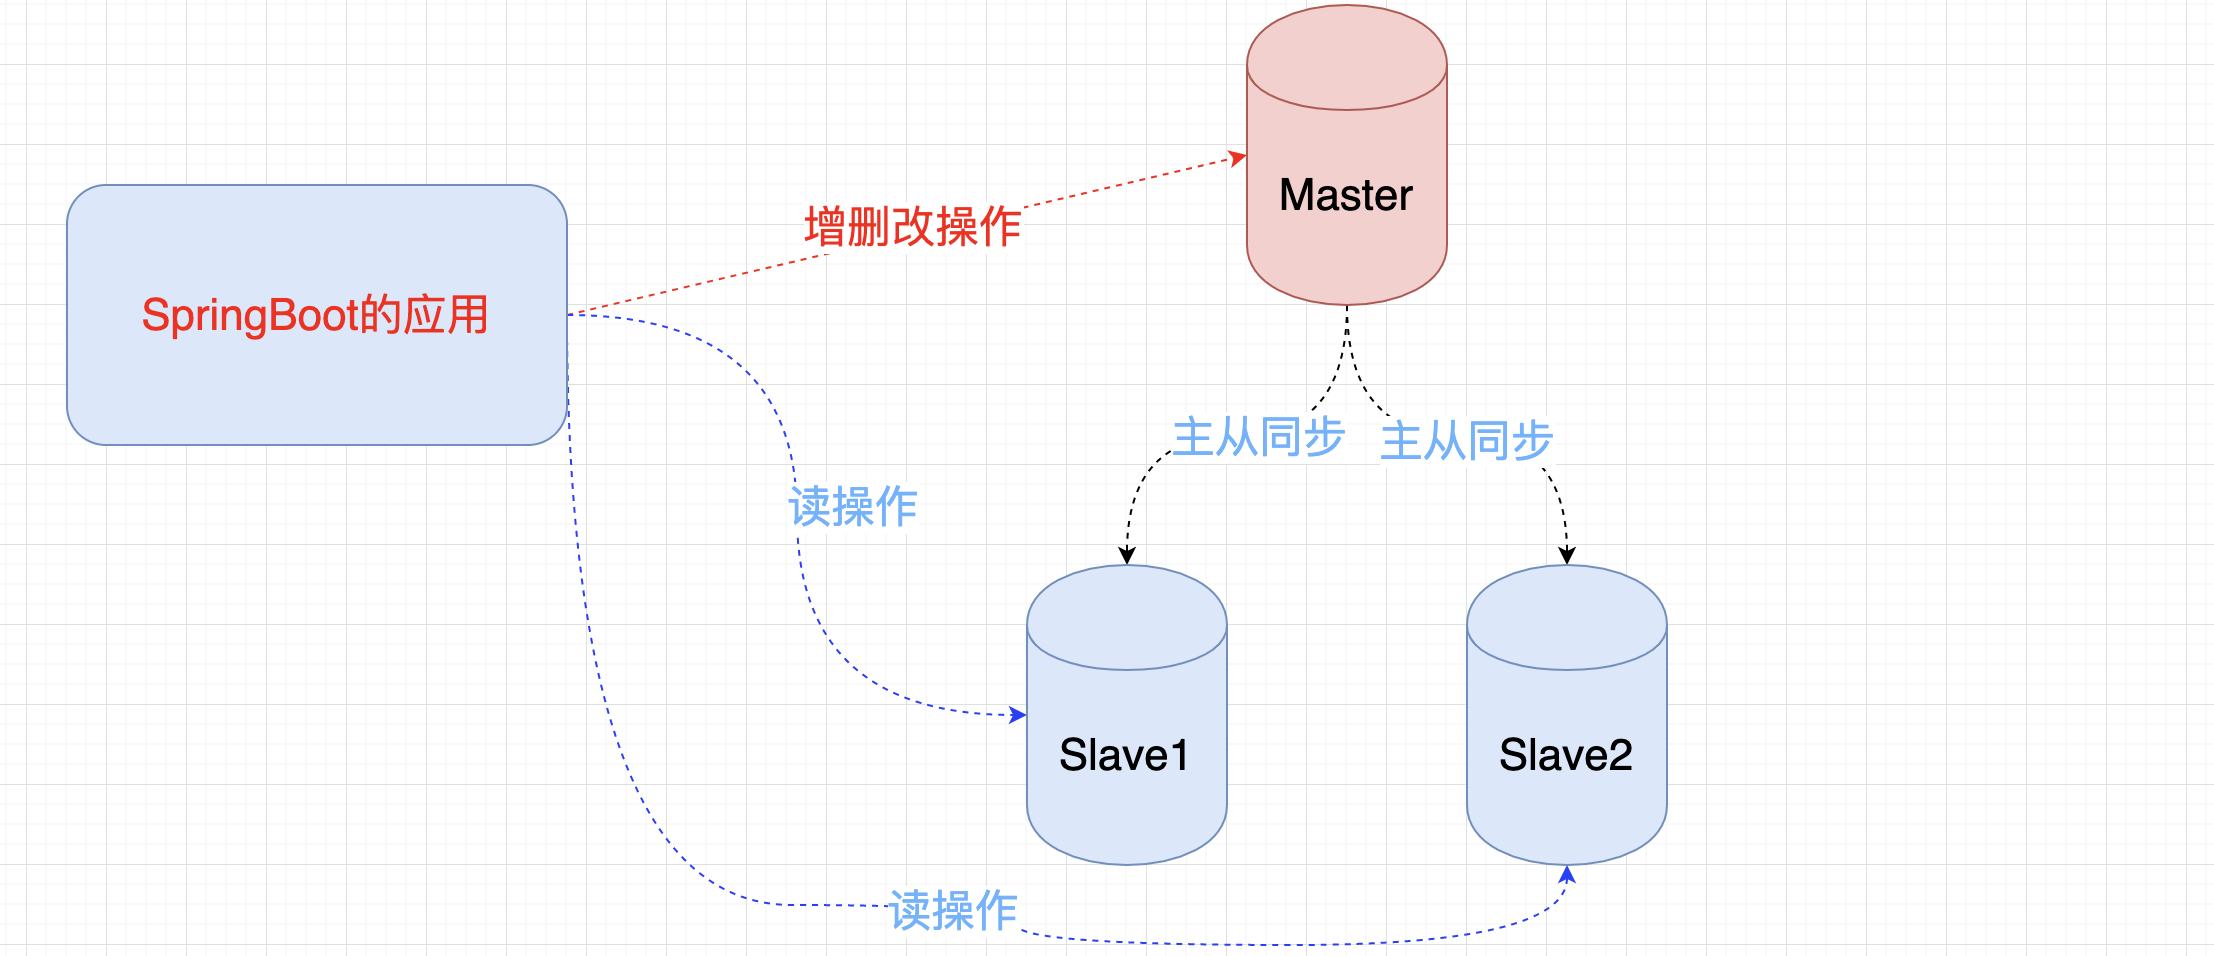 Master
增删改操作
SpringBoot的应用
主从同步
主从同步
读操作
Slave1
Slave2
读操作